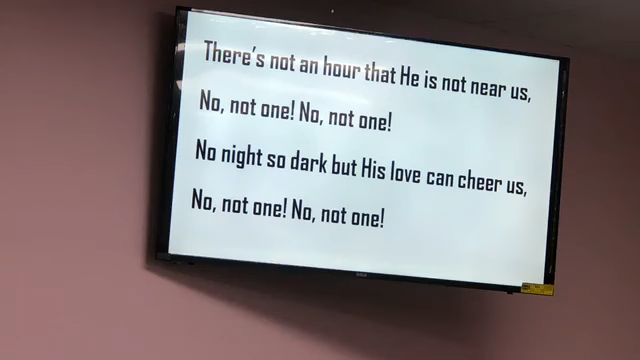 There's not an hour that He is not near us,
No, not one! No, not one!
No night so dark but His love can cheer us,
No, not one! No, not one!